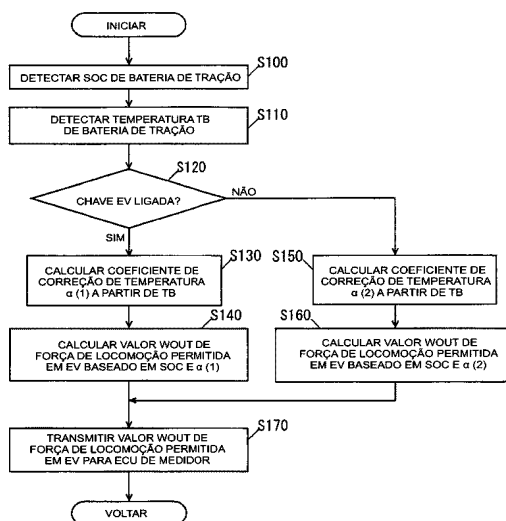 INICIAR
S100
DETECTAR SOC DE BATERIA DE TRAÇÃO
S110
DETECTAR TEMPERATURA TB
DE BATERIA DE TRAÇÃO
S120
CHAVE EV LIGADA?
NÃO
SIM
S130
CALCULAR COEFICIENTE DE
CORREÇÃO DE TEMPERATURA
α (1) A PARTIR DE TB
S150
CALCULAR COEFICIENTE DE
CORREÇÃO DE TEMPERATURA
α (2) A PARTIR DE TB
S140
CALCULAR VALOR WOUT DE
FORÇA DE LOCOMOÇÃO PERMITIDA
EM EV BASEADO EM SOC E α (1)
S160
CALCULAR VALOR WOUT DE
FORÇA DE LOCOMOÇÃO PERMITIDA
EM EV BASEADO EM SOC E α (2)
S170
TRANSMITIR VALOR WOUT DE
FORÇA DE LOCOMOÇÃO PERMITIDA
EM EV PARA ECU DE MEDIDOR
VOLTAR